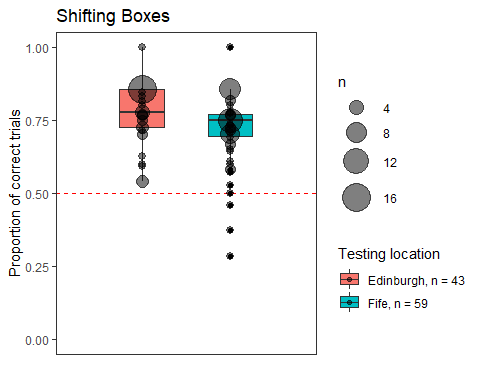 Shifting Boxes
Proportion of correct trials
1.00
0.75
0.50
0.25
0.00
n
4
8
12
16
Testing location
Edinburgh, n = 43
Fife, n = 59